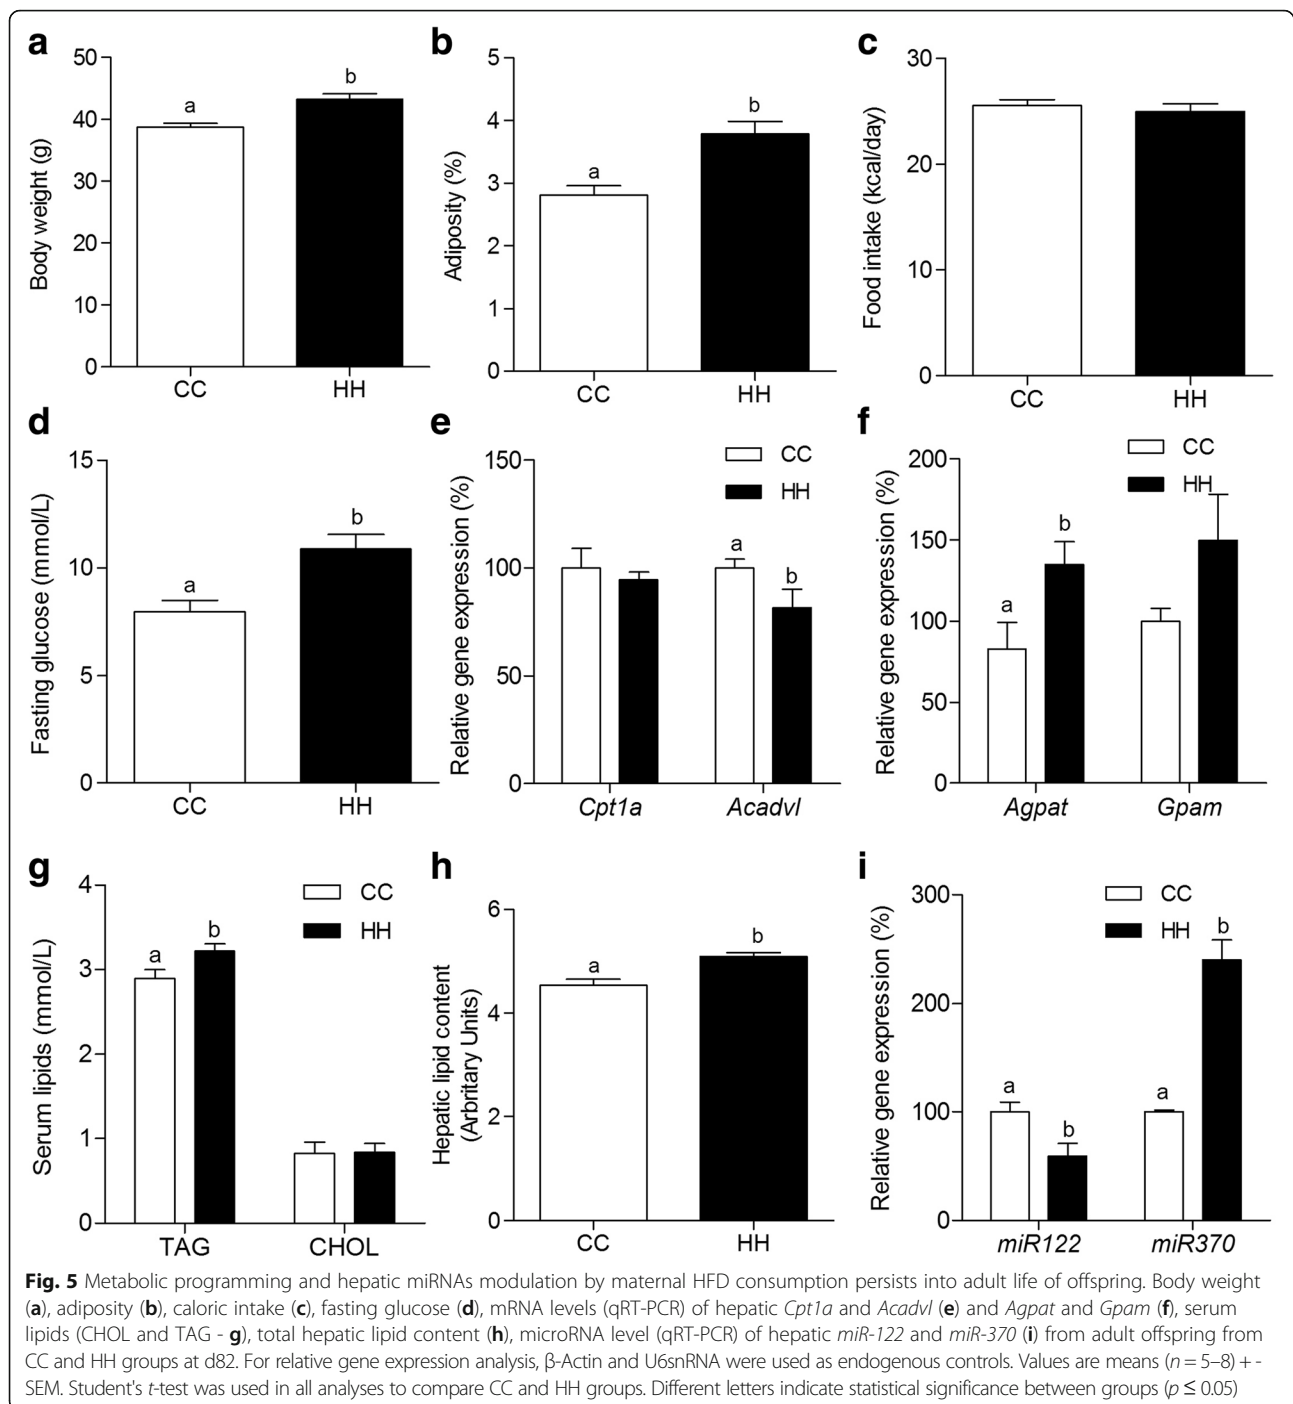 a
50
40
30
20
10
0
Body weight (g)
a
b
CC
HH
b
5
4
3
2
1
0
Adiposity (%)
a
b
CC
HH
c
30
20
10
0
Food intake (kcal/day)
CC
HH
d
15
10
5
0
Fasting glucose (mmol/L)
a
b
CC
HH
e
150
100
50
0
Relative gene expression (%)
CC
HH
a
b
Cpt1a
Acadvl
f
200
150
100
50
0
Relative gene expression (%)
CC
HH
a
b
Agpat
Gpam
g
4
3
2
1
0
Serum lipids (mmol/L)
CC
HH
a
b
TAG
CHOL
h
6
4
2
0
Hepatic lipid content
(Arbritary Units)
a
b
CC
HH
i
300
200
100
0
Relative gene expression (%)
CC
HH
a
b
a
b
miR122
miR370
Fig. 5 Metabolic programming and hepatic miRNAs modulation by maternal HFD consumption persists into adult life of offspring. Body weight
(a), adiposity (b), caloric intake (c), fasting glucose (d), mRNA levels (qRT-PCR) of hepatic Cpt1a and Acadvl (e) and Agpat and Gpam (f), serum
lipids (CHOL and TAG - g), total hepatic lipid content (h), microRNA level (qRT-PCR) of hepatic miR-122 and miR-370 (i) from adult offspring from
CC and HH groups at d82. For relative gene expression analysis, β-Actin and U6snRNA were used as endogenous controls. Values are means (n = 5–8) + -
SEM. Student's t-test was used in all analyses to compare CC and HH groups. Different letters indicate statistical significance between groups (p ≤ 0.05)